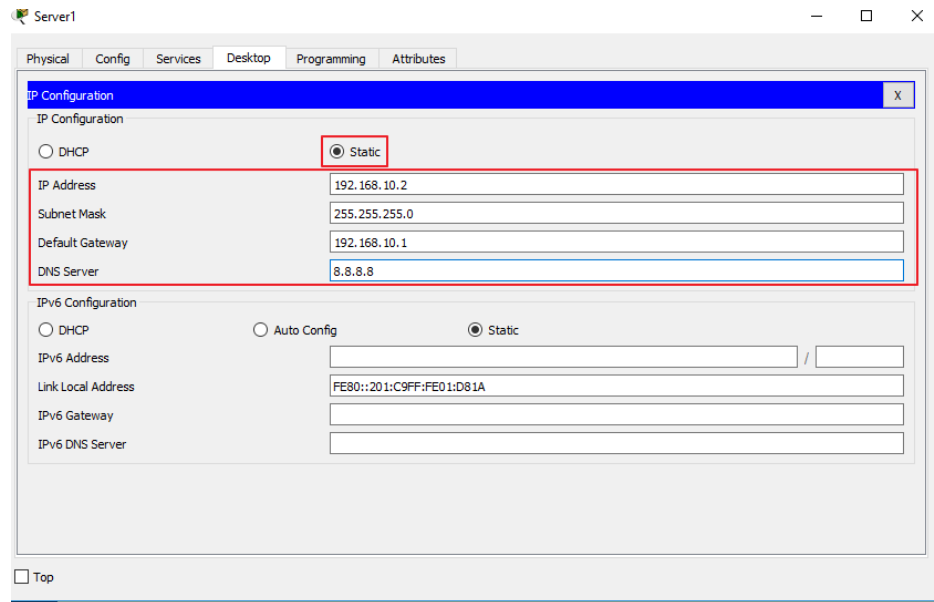 Server1
Physical Config Services Desktop Programming Attributes
IP Configuration X
IP Configuration
DHCP Static
IP Address 192.168.10.2
Subnet Mask 255.255.255.0
Default Gateway 192.168.10.1
DNS Server 8.8.8.8
IPv6 Configuration
DHCP Auto Config Static
IPv6 Address /
Link Local Address FE80::201:C9FF:FE01:D81A
IPv6 Gateway
IPv6 DNS Server
Top